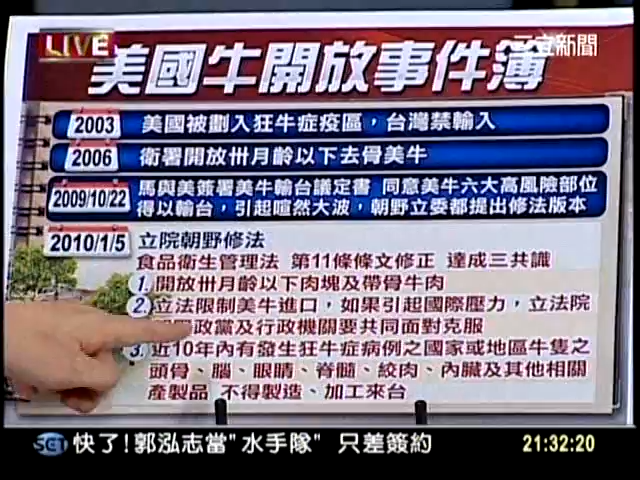 LIVE
三立新聞
美國牛開放事件簿
2003 美國被劃入狂牛症疫區，台灣禁輸入
2006 衛署開放卅月齡以下去骨美牛
2009/10/22 馬與美簽署美牛輸台議定書 同意美牛六大高風險部位
得以輸台，引起喧然大波，朝野立委都提出修法版本
2010/1/5 立院朝野修法
食品衛生管理法 第11條條文修正 達成三共識
1. 開放卅月齡以下肉塊及帶骨牛肉
2. 立法限制美牛進口，如果引起國際壓力，立法院
政黨及行政機關要共同面對克服
3. 近10年內有發生狂牛症病例之國家或地區牛隻之
頭骨、腦、眼睛、脊髓、絞肉、內臟及其他相關
產製品 不得製造、加工來台
SET 快了!郭泓志當"水手隊" 只差簽約 21:32:20